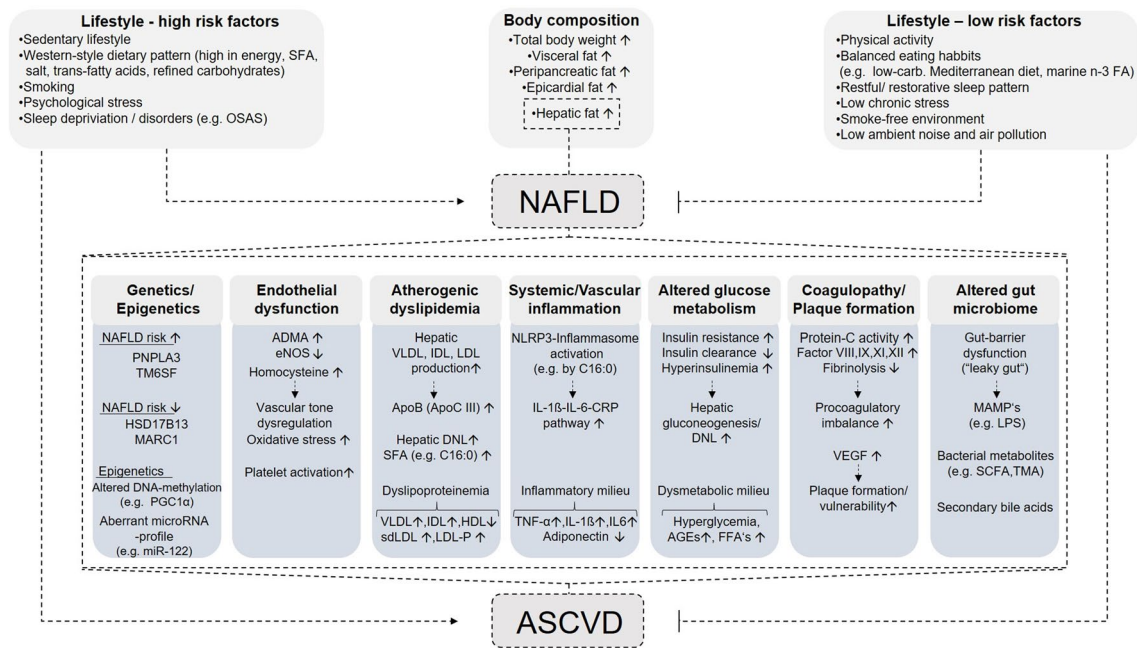 Lifestyle - high risk factors
•Sedentary lifestyle
•Western-style dietary pattern (high in energy, SFA,
salt, trans-fatty acids, refined carbohydrates)
•Smoking
•Psychological stress
•Sleep depriviation / disorders (e.g. OSAS)
Body composition
•Total body weight ↑
•Visceral fat ↑
•Peripancreatic fat ↑
•Epicardial fat ↑
•Hepatic fat ↑
Lifestyle – low risk factors
•Physical activity
•Balanced eating habbits
(e.g. low-carb. Mediterranean diet, marine n-3 FA)
•Restful/ restorative sleep pattern
•Low chronic stress
•Smoke-free environment
•Low ambient noise and air pollution
NAFLD
Genetics/
Epigenetics
NAFLD risk ↑
PNPLA3
TM6SF
NAFLD risk ↓
HSD17B13
MARC1
Epigenetics
Altered DNA-methylation
(e.g. PGC1α)
Aberrant microRNA
-profile
(e.g. miR-122)
Endothelial
dysfunction
ADMA ↑
eNOS ↓
Homocysteine ↑
Vascular tone
dysregulation
Oxidative stress ↑
Platelet activation↑
Atherogenic
dyslipidemia
Hepatic
VLDL, IDL, LDL
production↑
ApoB (ApoC III) ↑
Hepatic DNL↑
SFA (e.g. C16:0) ↑
Dyslipoproteinemia
VLDL↑,IDL↑,HDL↓
sdLDL ↑,LDL-P ↑
Systemic/Vascular
inflammation
NLRP3-Inflammasome
activation
(e.g. by C16:0)
IL-1ß-IL-6-CRP
pathway ↑
Inflammatory milieu
TNF-α↑,IL-1ß↑,IL6↑
Adiponectin ↓
Altered glucose
metabolism
Insulin resistance ↑
Insulin clearance ↓
Hyperinsulinemia ↑
Hepatic
gluconeogenesis/
DNL ↑
Dysmetabolic milieu
Hyperglycemia,
AGEs↑, FFA‘s ↑
Coagulopathy/
Plaque formation
Protein-C activity ↑
Factor VIII,IX,XI,XII ↑
Fibrinolysis ↓
Procoagulatory
imbalance ↑
VEGF ↑
Plaque formation/
vulnerability↑
Altered gut
microbiome
Gut-barrier
dysfunction
(“leaky gut“)
MAMP‘s
(e.g. LPS)
Bacterial metabolites
(e.g. SCFA,TMA)
Secondary bile acids
ASCVD